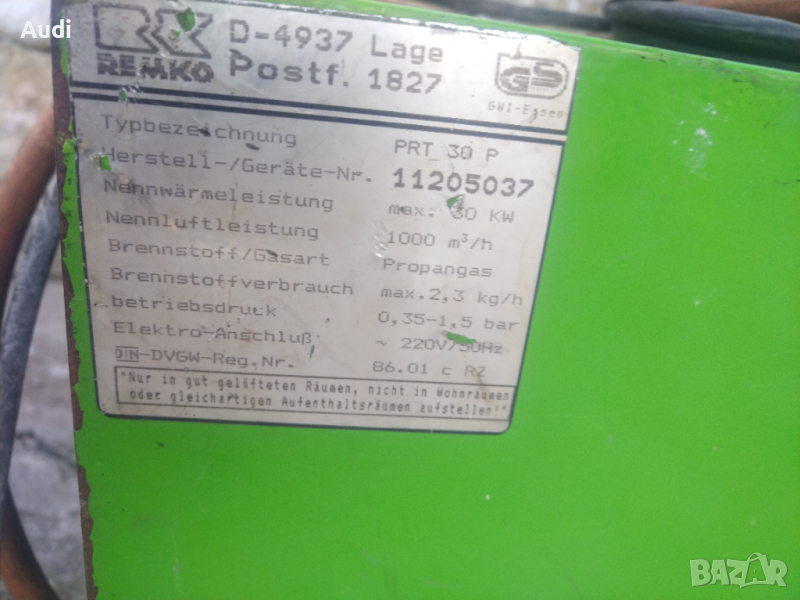 Audi
REMKO
D-4937 Lage
Postf. 1827
GS
GWI-Essen
Typbezeichnung PRT 30 P
Herstell-/Geräte-Nr. 11205037
Nennwärmeleistung max. 30 KW
Nennluftleistung 1000 m³/h
Brennstoff/Gasart Propangas
Brennstoffverbrauch max.2,3 kg/h
betriebsdruck 0,35-1,5 bar
Elektro-Anschluß ~ 220V/50Hz
DIN-DVGW-Reg.Nr. 86.01 c RZ
"Nur in gut gelüfteten Räumen, nicht in Wohnräumen
oder gleichartigen Aufenthaltsräumen aufstellen!"
BAZAR